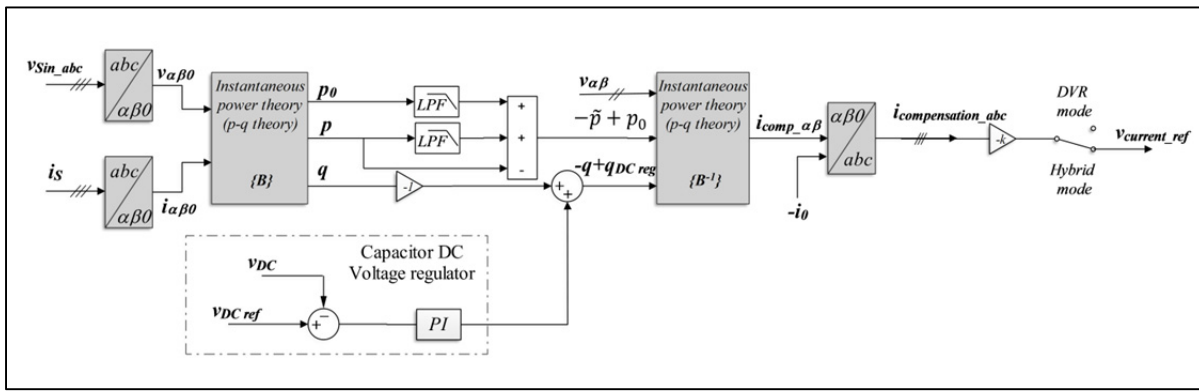 v_Sin_abc
abc
αβ0
v_αβ0
i_S
abc
αβ0
i_αβ0
Instantaneous
power theory
(p-q theory)
{B}
p_0
p
q
LPF
LPF
-1
+
+
-
-p̃ + p_0
-q+q_DC reg
+
+
Capacitor DC
Voltage regulator
v_DC
v_DC ref
+
−
PI
v_αβ
Instantaneous
power theory
(p-q theory)
{B⁻¹}
i_comp_αβ
αβ0
abc
-i_0
i_compensation_abc
-k
DVR
mode
Hybrid
mode
v_current_ref